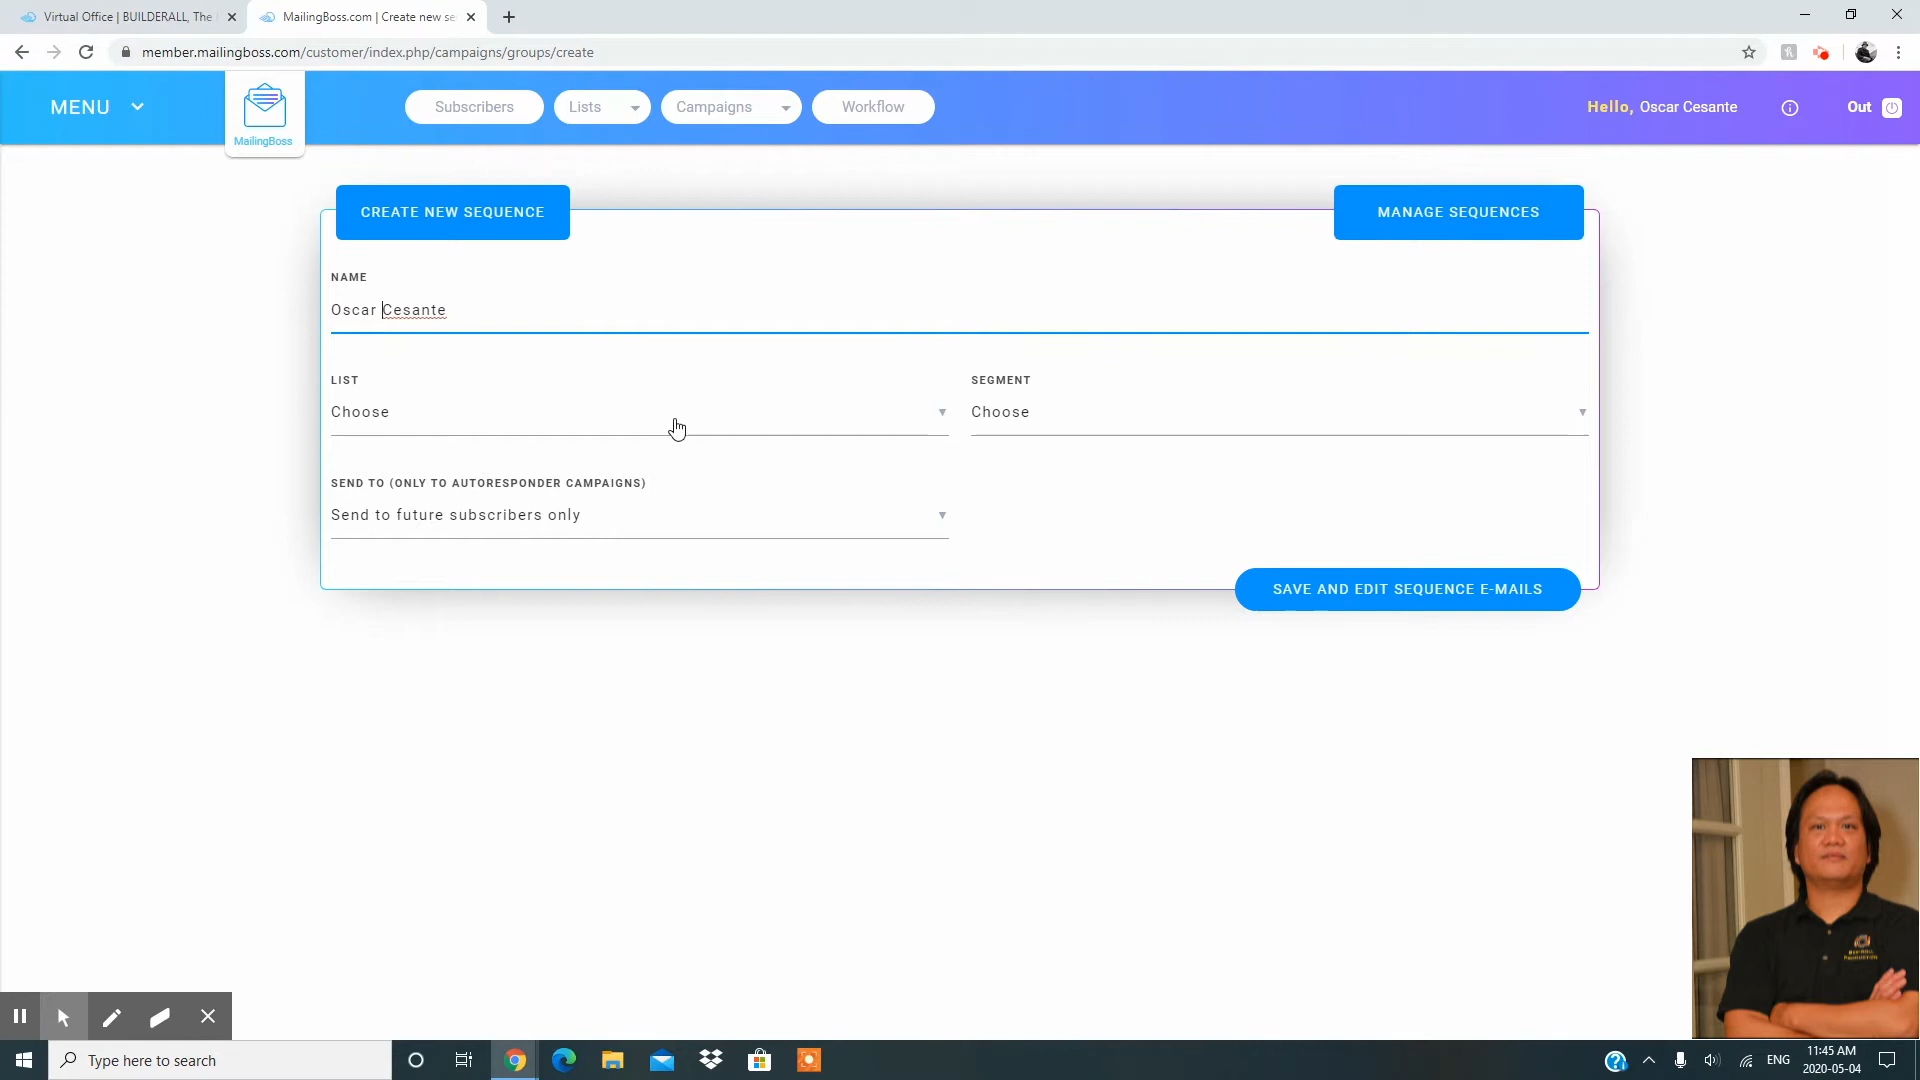 Virtual Office | BUILDERALL, The
MailingBoss.com | Create new se
member.mailingboss.com/customer/index.php/campaigns/groups/create
MENU
MailingBoss
Subscribers
Lists
Campaigns
Workflow
Hello, Oscar Cesante
Out
CREATE NEW SEQUENCE
MANAGE SEQUENCES
NAME
Oscar Cesante
LIST
SEGMENT
Choose
Choose
SEND TO (ONLY TO AUTORESPONDER CAMPAIGNS)
Send to future subscribers only
SAVE AND EDIT SEQUENCE E-MAILS
Type here to search
ENG
11:45 AM
2020-05-04